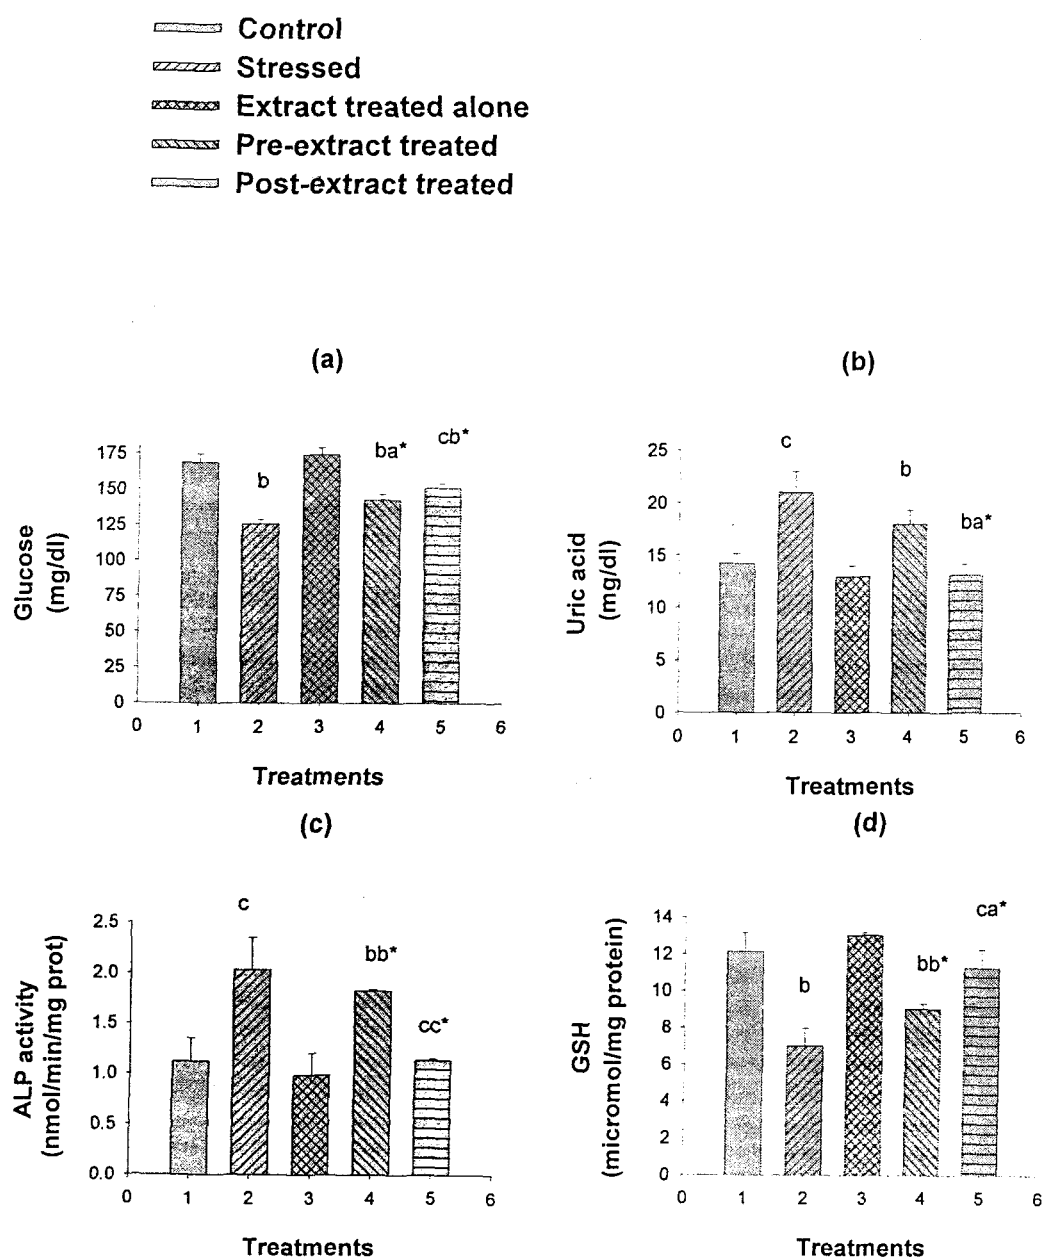 Control
Stressed
Extract treated alone
Pre-extract treated
Post-extract treated
(a)
Glucose
(mg/dl)
175
150
125
100
75
50
25
0
b
ba*
cb*
0 1 2 3 4 5 6
Treatments
(b)
Uric acid
(mg/dl)
25
20
15
10
5
0
c
b
ba*
0 1 2 3 4 5 6
Treatments
(c)
ALP activity
(nmol/min/mg prot)
2.5
2.0
1.5
1.0
0.5
0.0
c
bb*
cc*
0 1 2 3 4 5 6
Treatments
(d)
GSH
(micromol/mg protein)
14
12
10
8
6
4
2
0
b
bb*
ca*
0 1 2 3 4 5 6
Treatments